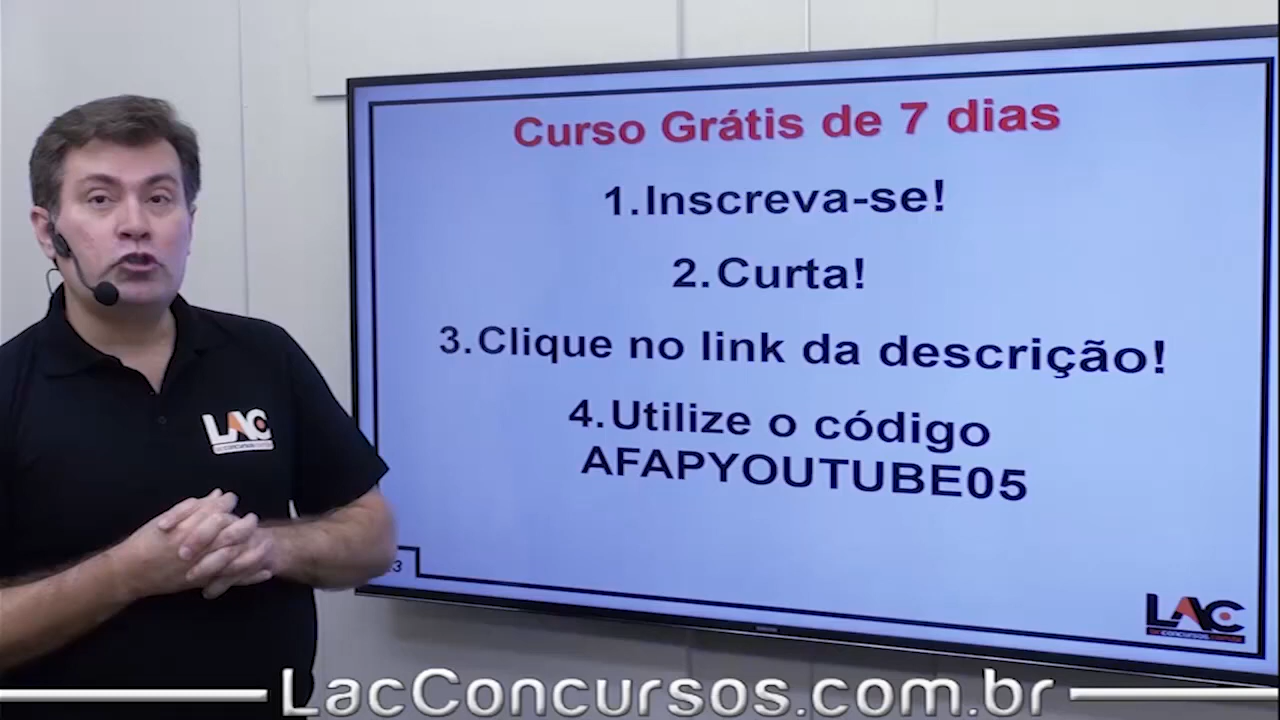 Curso Grátis de 7 dias
1.Inscreva-se!
2.Curta!
3.Clique no link da descrição!
4.Utilize o código
AFAPYOUTUBE05
LAC
LAC
LacConcursos.com.br